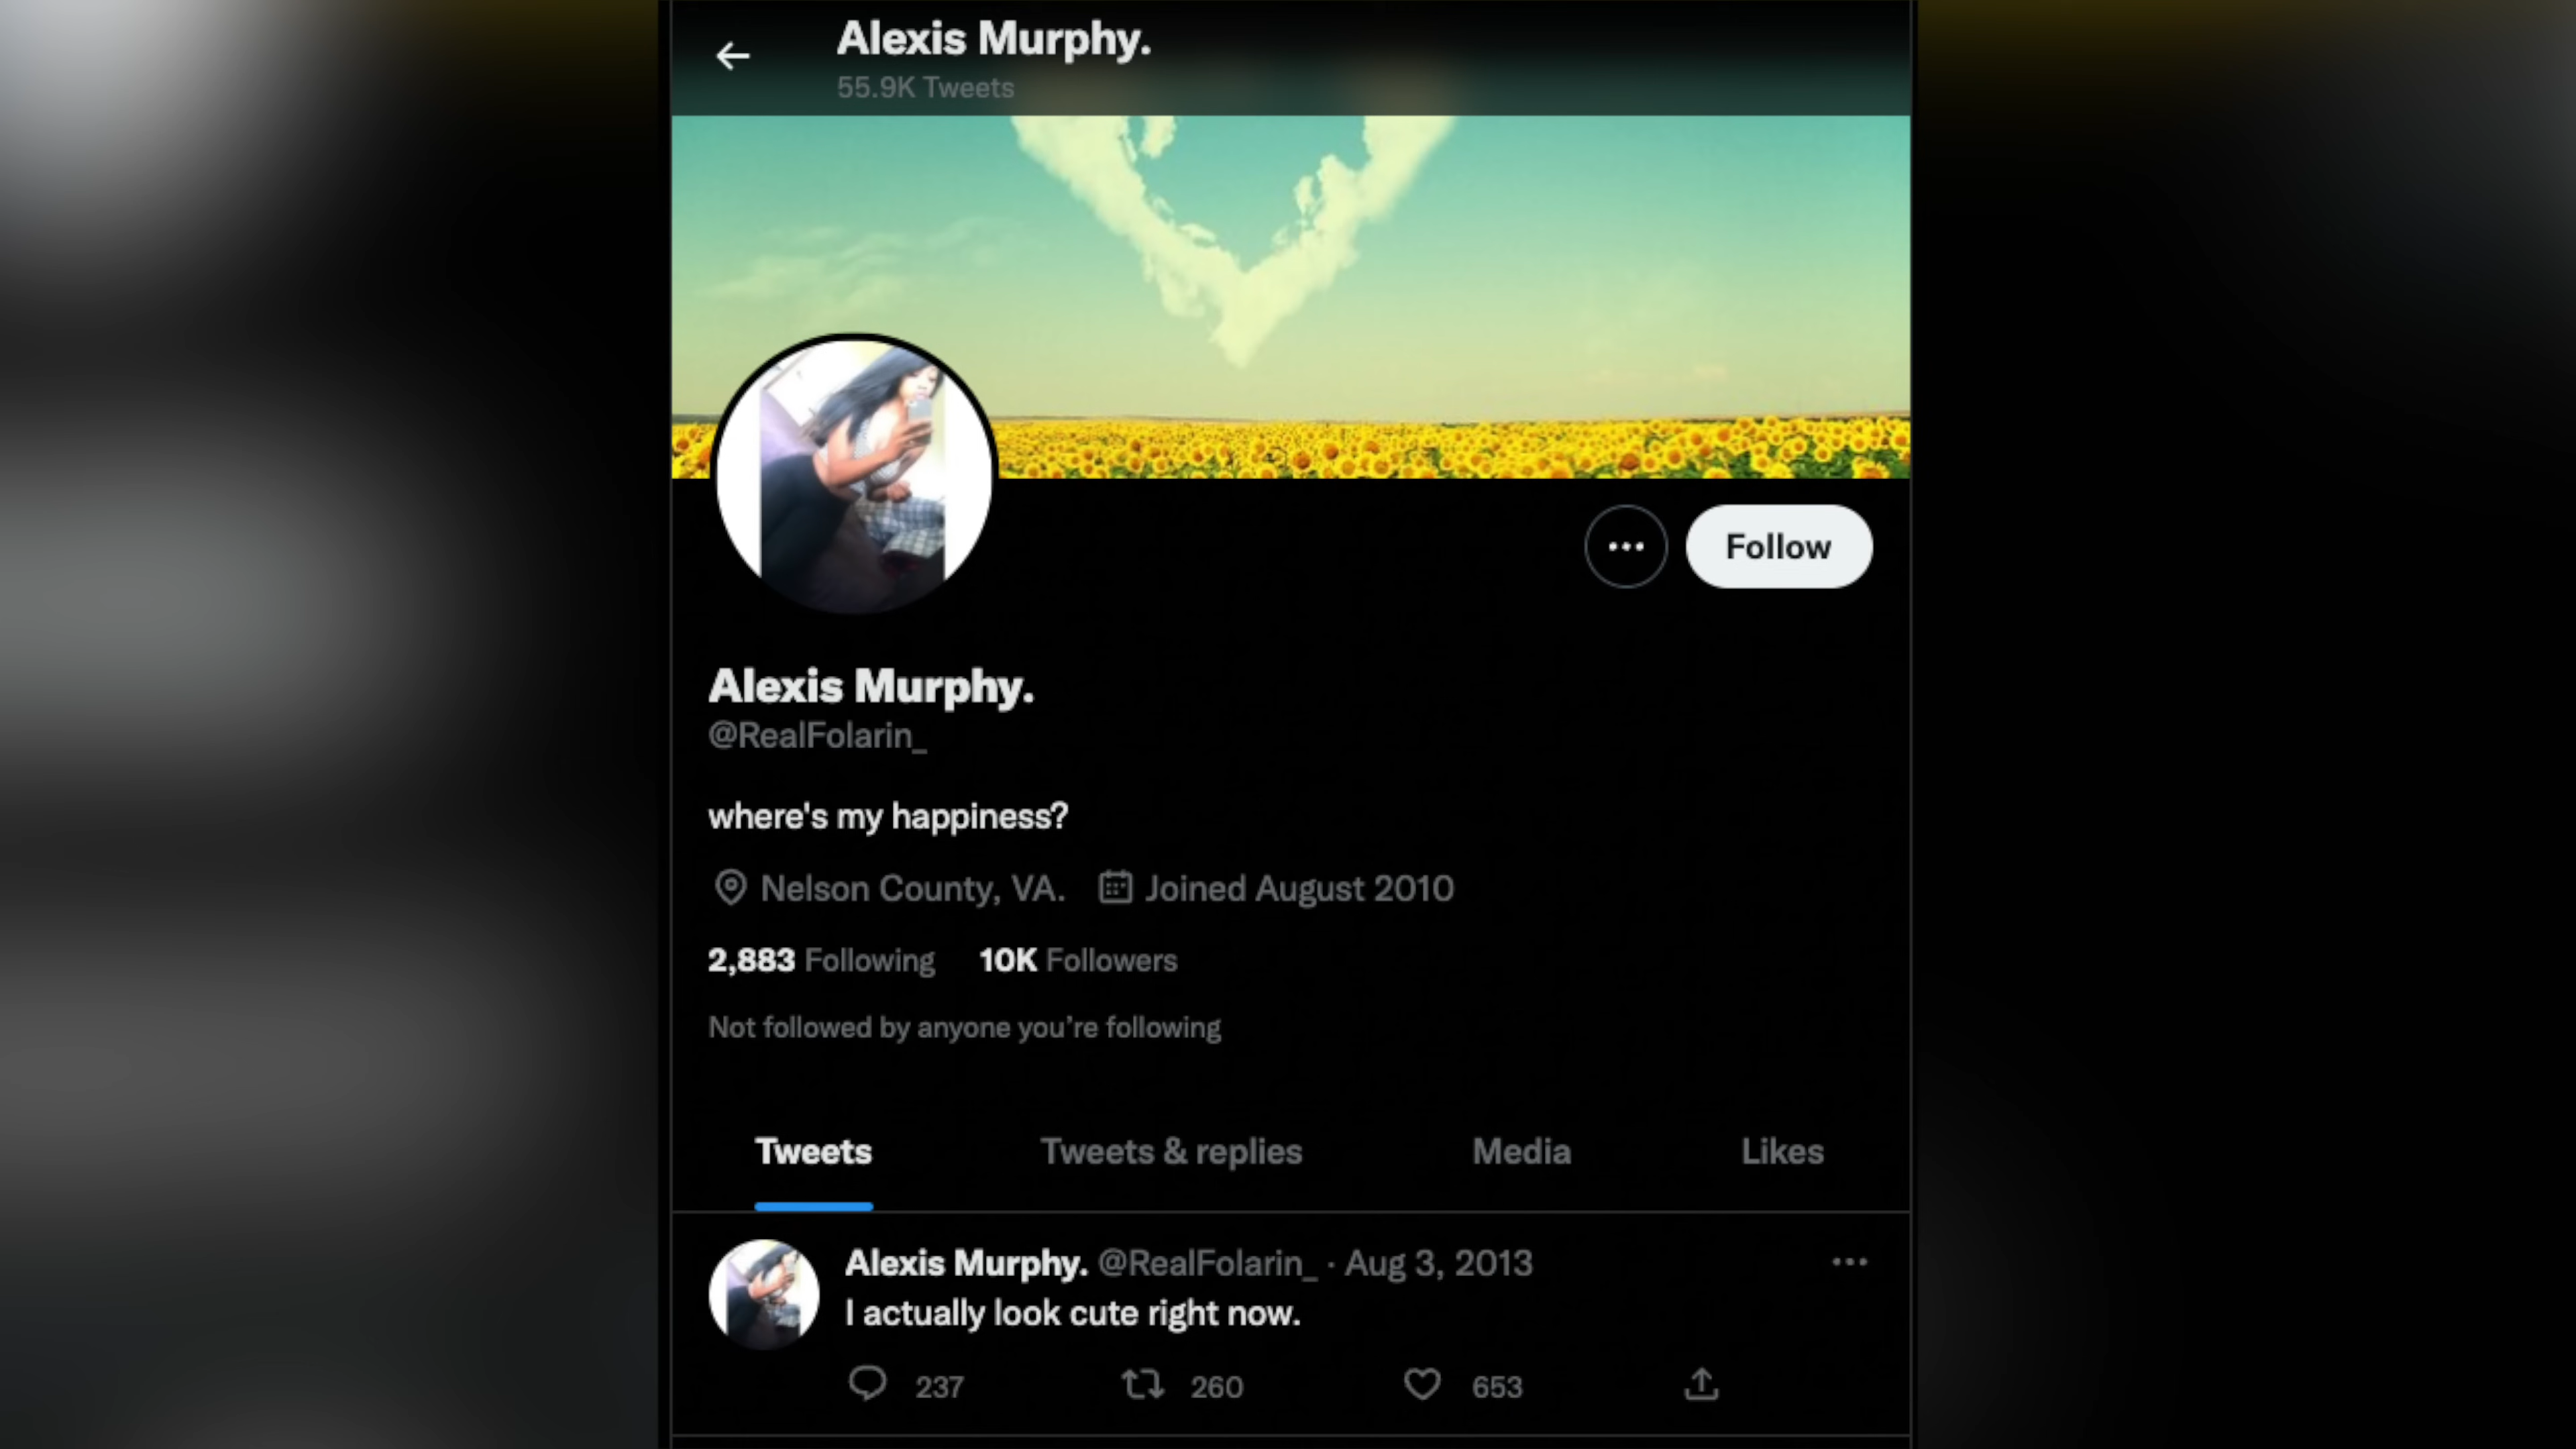 Alexis Murphy.
55.9K Tweets
Follow
Alexis Murphy.
@RealFolarin_
where's my happiness?
Nelson County, VA. Joined August 2010
2,883 Following 10K Followers
Not followed by anyone you’re following
Tweets Tweets & replies Media Likes
Alexis Murphy. @RealFolarin_ · Aug 3, 2013
I actually look cute right now.
237 260 653